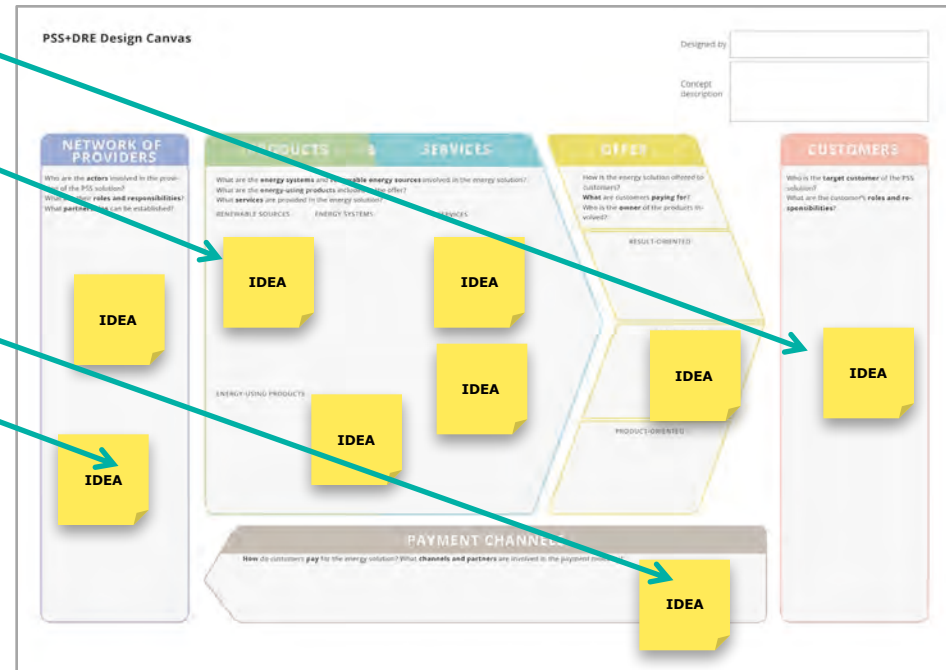 PSS+DRE Design Canvas
Designed by
Concept
description
NETWORK OF
PROVIDERS
Who are the actors involved in the provi-
of the PSS solution?
roles and responsibilities?
What can be established?
PRODUCTS & SERVICES
What are the energy systems and renewable energy sources involved in the energy solution?
What are the energy-using products included in the offer?
What services are provided in the energy solution?
RENEWABLE SOURCES ENERGY SYSTEMS SERVICES
ENERGY-USING PRODUCTS
OFFER
How is the energy solution offered to
customers?
What are customers paying for?
Who is the owner of the products in-
volved?
RESULT-ORIENTED
PRODUCT-ORIENTED
CUSTOMERS
Who is the target customer of the PSS
solution?
What are the customer's roles and re-
sponsibilities?
IDEA
IDEA
IDEA
IDEA
IDEA
IDEA
IDEA
IDEA
PAYMENT CHANNELS
How do customers pay for the energy solution? What channels and partners are involved in the payment
IDEA